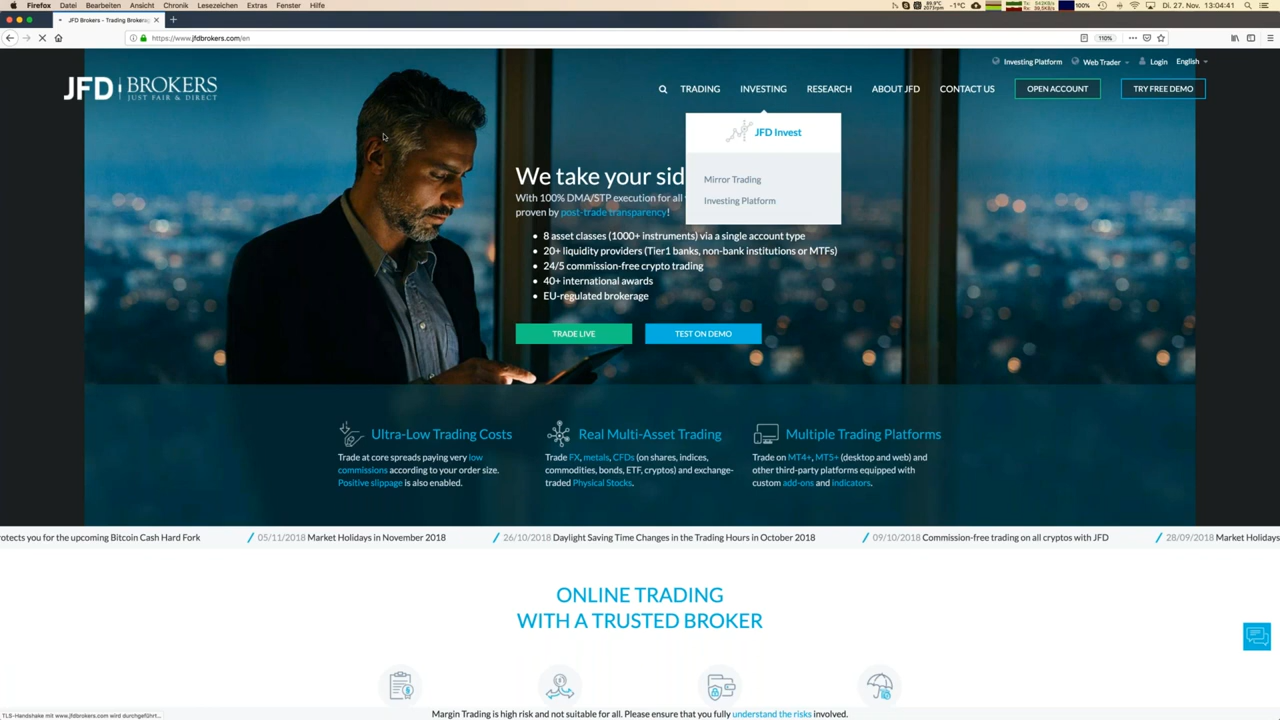 Firefox Datei Bearbeiten Ansicht Chronik Lesezeichen Extras Fenster Hilfe
-1°C 100% Di. 27. Nov. 13:04:41
JFD Brokers - Trading Brokerag
https://www.jfdbrokers.com/en
110%
Investing Platform Web Trader Login English
JFD BROKERS
JUST FAIR & DIRECT
TRADING INVESTING RESEARCH ABOUT JFD CONTACT US OPEN ACCOUNT TRY FREE DEMO
JFD Invest
Mirror Trading
Investing Platform
We take your sid
With 100% DMA/STP execution for all
proven by post-trade transparency!
8 asset classes (1000+ instruments) via a single account type
20+ liquidity providers (Tier1 banks, non-bank institutions or MTFs)
24/5 commission-free crypto trading
40+ international awards
EU-regulated brokerage
TRADE LIVE TEST ON DEMO
Ultra-Low Trading Costs
Trade at core spreads paying very low
commissions according to your order size.
Positive slippage is also enabled.
Real Multi-Asset Trading
Trade FX, metals, CFDs (on shares, indices,
commodities, bonds, ETF, cryptos) and exchange-
traded Physical Stocks.
Multiple Trading Platforms
Trade on MT4+, MT5+ (desktop and web) and
other third-party platforms equipped with
custom add-ons and indicators.
rotects you for the upcoming Bitcoin Cash Hard Fork / 05/11/2018 Market Holidays in November 2018 / 26/10/2018 Daylight Saving Time Changes in the Trading Hours in October 2018 / 09/10/2018 Commission-free trading on all cryptos with JFD / 28/09/2018 Market Holidays
ONLINE TRADING
WITH A TRUSTED BROKER
TLS-Handshake mit www.jfdbrokers.com wird durchgeführt...
Margin Trading is high risk and not suitable for all. Please ensure that you fully understand the risks involved.